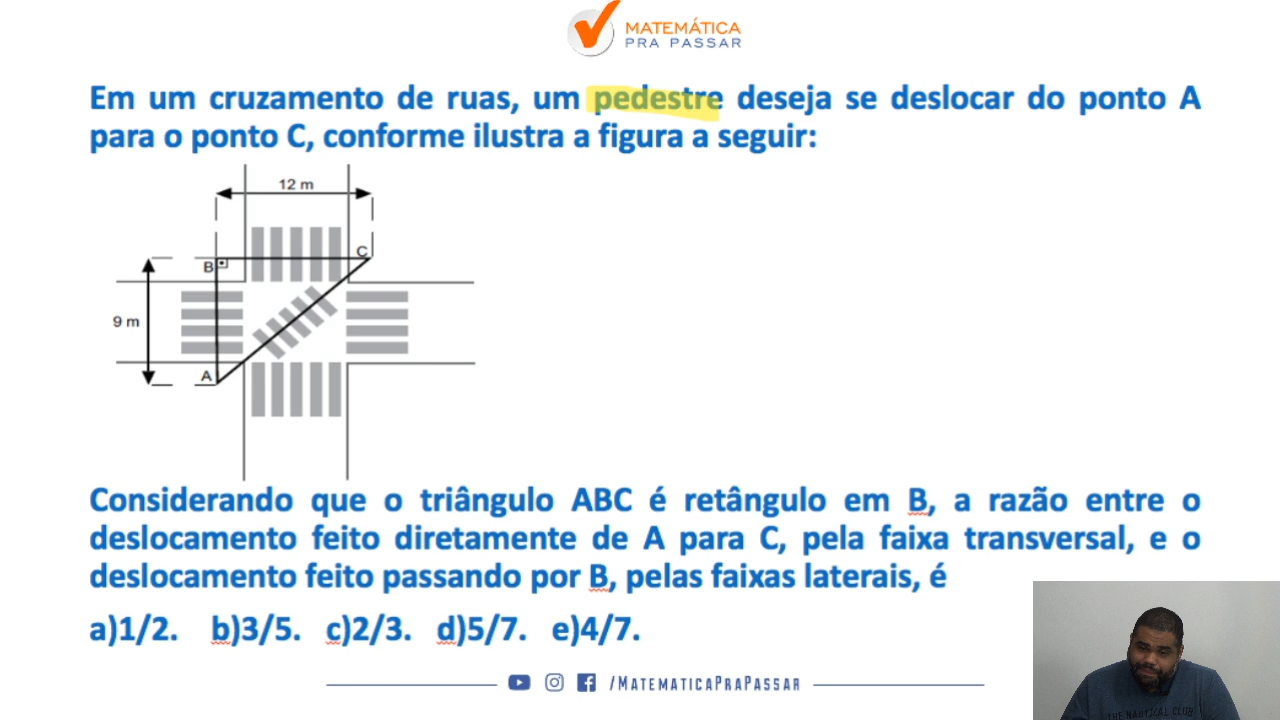 MATEMÁTICA
PRA PASSAR
Em um cruzamento de ruas, um pedestre deseja se deslocar do ponto A
para o ponto C, conforme ilustra a figura a seguir:
12 m
C
B
9 m
A
Considerando que o triângulo ABC é retângulo em B, a razão entre o
deslocamento feito diretamente de A para C, pela faixa transversal, e o
deslocamento feito passando por B, pelas faixas laterais, é
a)1/2. b)3/5. c)2/3. d)5/7. e)4/7.
/MATEMATICAPRAPASSAR
THE NAUTICAL CLUB